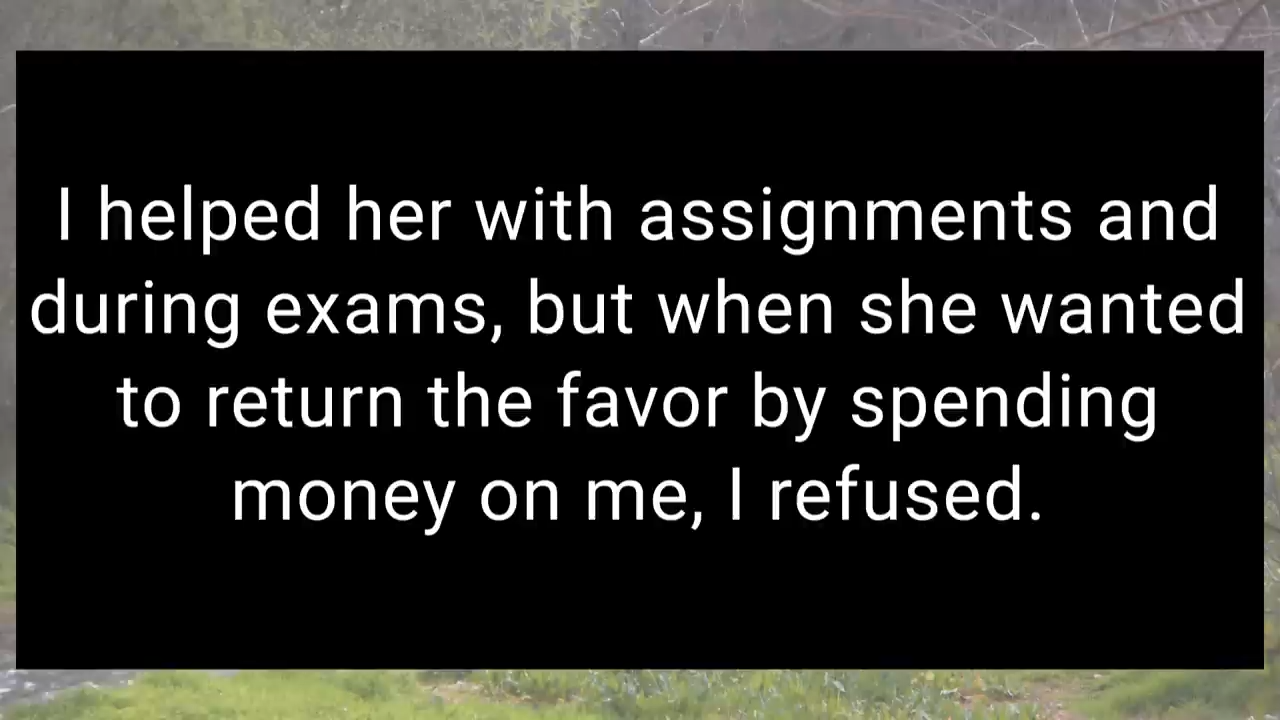 I helped her with assignments and
during exams, but when she wanted
to return the favor by spending
money on me, I refused.